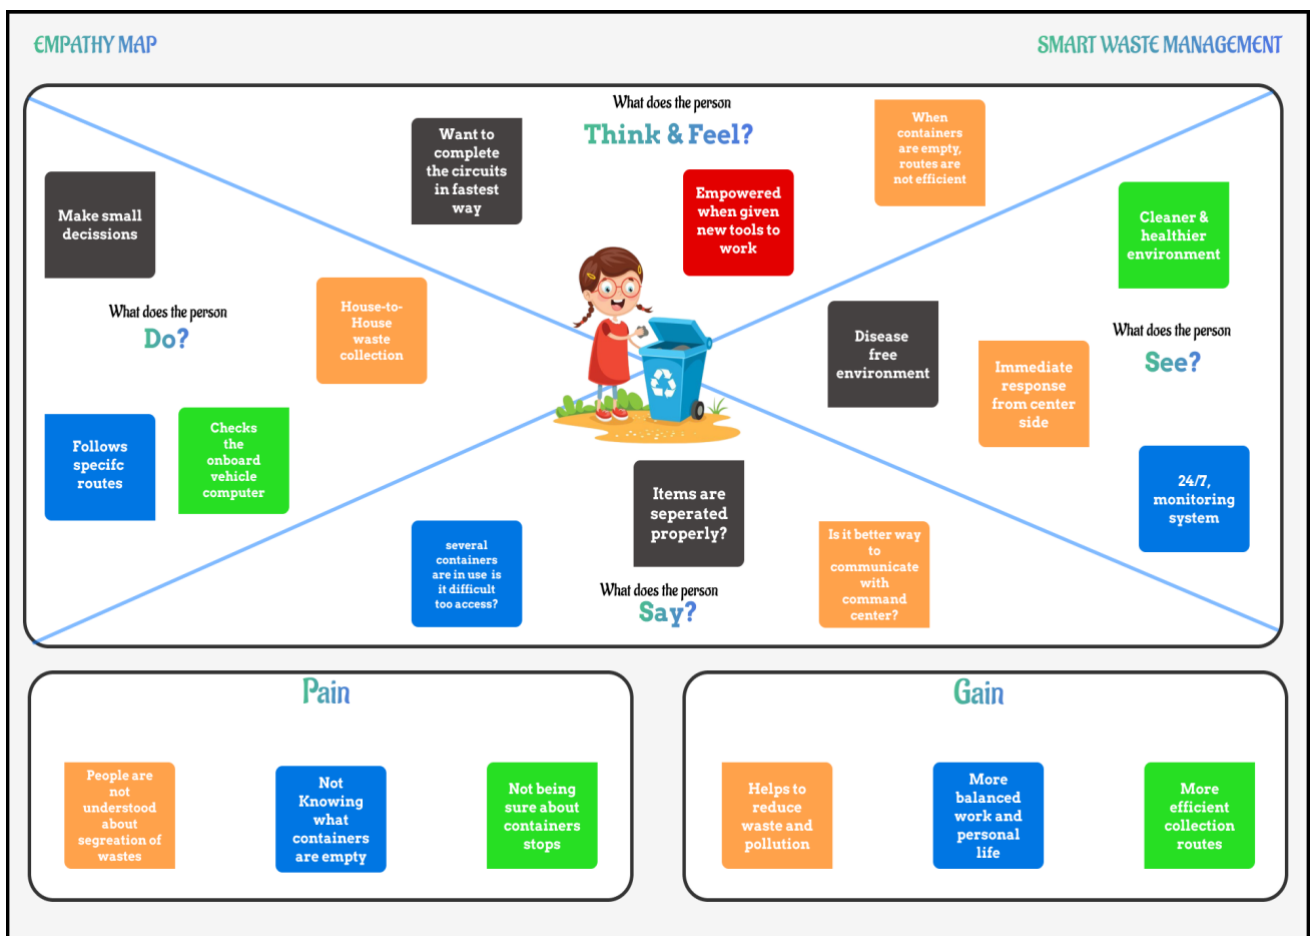 EMPATHY MAP
SMART WASTE MANAGEMENT
What does the person
Think & Feel?
Want to
complete
the circuits
in fastest
way
Empowered
when given
new tools to
work
When
containers
are empty,
routes are
not efficient
Make small
decissions
House-to-
House
waste
collection
What does the person
Do?
Follows
specifc
routes
Checks
the
onboard
vehicle
computer
Cleaner &
healthier
environment
Disease
free
environment
What does the person
See?
Immediate
response
from center
side
24/7,
monitoring
system
several
containers
are in use is
it difficult
too access?
Items are
seperated
properly?
Is it better way
to
communicate
with
command
center?
What does the person
Say?
Pain
People are
not
understood
about
segreation of
wastes
Not
Knowing
what
containers
are empty
Not being
sure about
containers
stops
Gain
Helps to
reduce
waste and
pollution
More
balanced
work and
personal
life
More
efficient
collection
routes